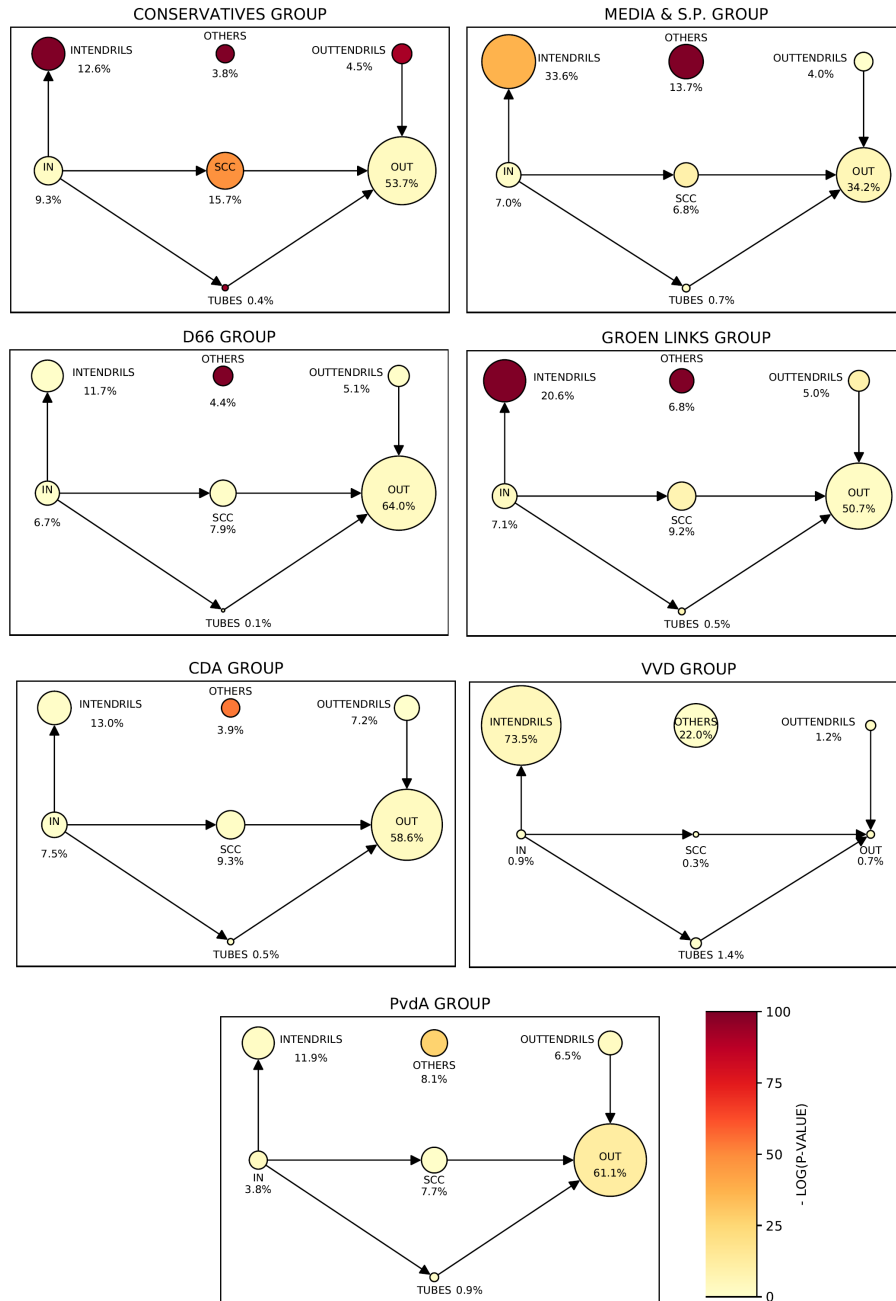 CONSERVATIVES GROUP
INTENDRILS
12.6%
OTHERS
3.8%
OUTTENDRILS
4.5%
IN
9.3%
SCC
15.7%
OUT
53.7%
TUBES 0.4%
MEDIA & S.P. GROUP
INTENDRILS
33.6%
OTHERS
13.7%
OUTTENDRILS
4.0%
IN
7.0%
SCC
6.8%
OUT
34.2%
TUBES 0.7%
D66 GROUP
INTENDRILS
11.7%
OTHERS
4.4%
OUTTENDRILS
5.1%
IN
6.7%
SCC
7.9%
OUT
64.0%
TUBES 0.1%
GROEN LINKS GROUP
INTENDRILS
20.6%
OTHERS
6.8%
OUTTENDRILS
5.0%
IN
7.1%
SCC
9.2%
OUT
50.7%
TUBES 0.5%
CDA GROUP
INTENDRILS
13.0%
OTHERS
3.9%
OUTTENDRILS
7.2%
IN
7.5%
SCC
9.3%
OUT
58.6%
TUBES 0.5%
VVD GROUP
INTENDRILS
73.5%
OTHERS
22.0%
OUTTENDRILS
1.2%
IN
0.9%
SCC
0.3%
OUT
0.7%
TUBES 1.4%
PvdA GROUP
INTENDRILS
11.9%
OTHERS
8.1%
OUTTENDRILS
6.5%
IN
3.8%
SCC
7.7%
OUT
61.1%
TUBES 0.9%
100
75
50
25
0
- LOG(P-VALUE)